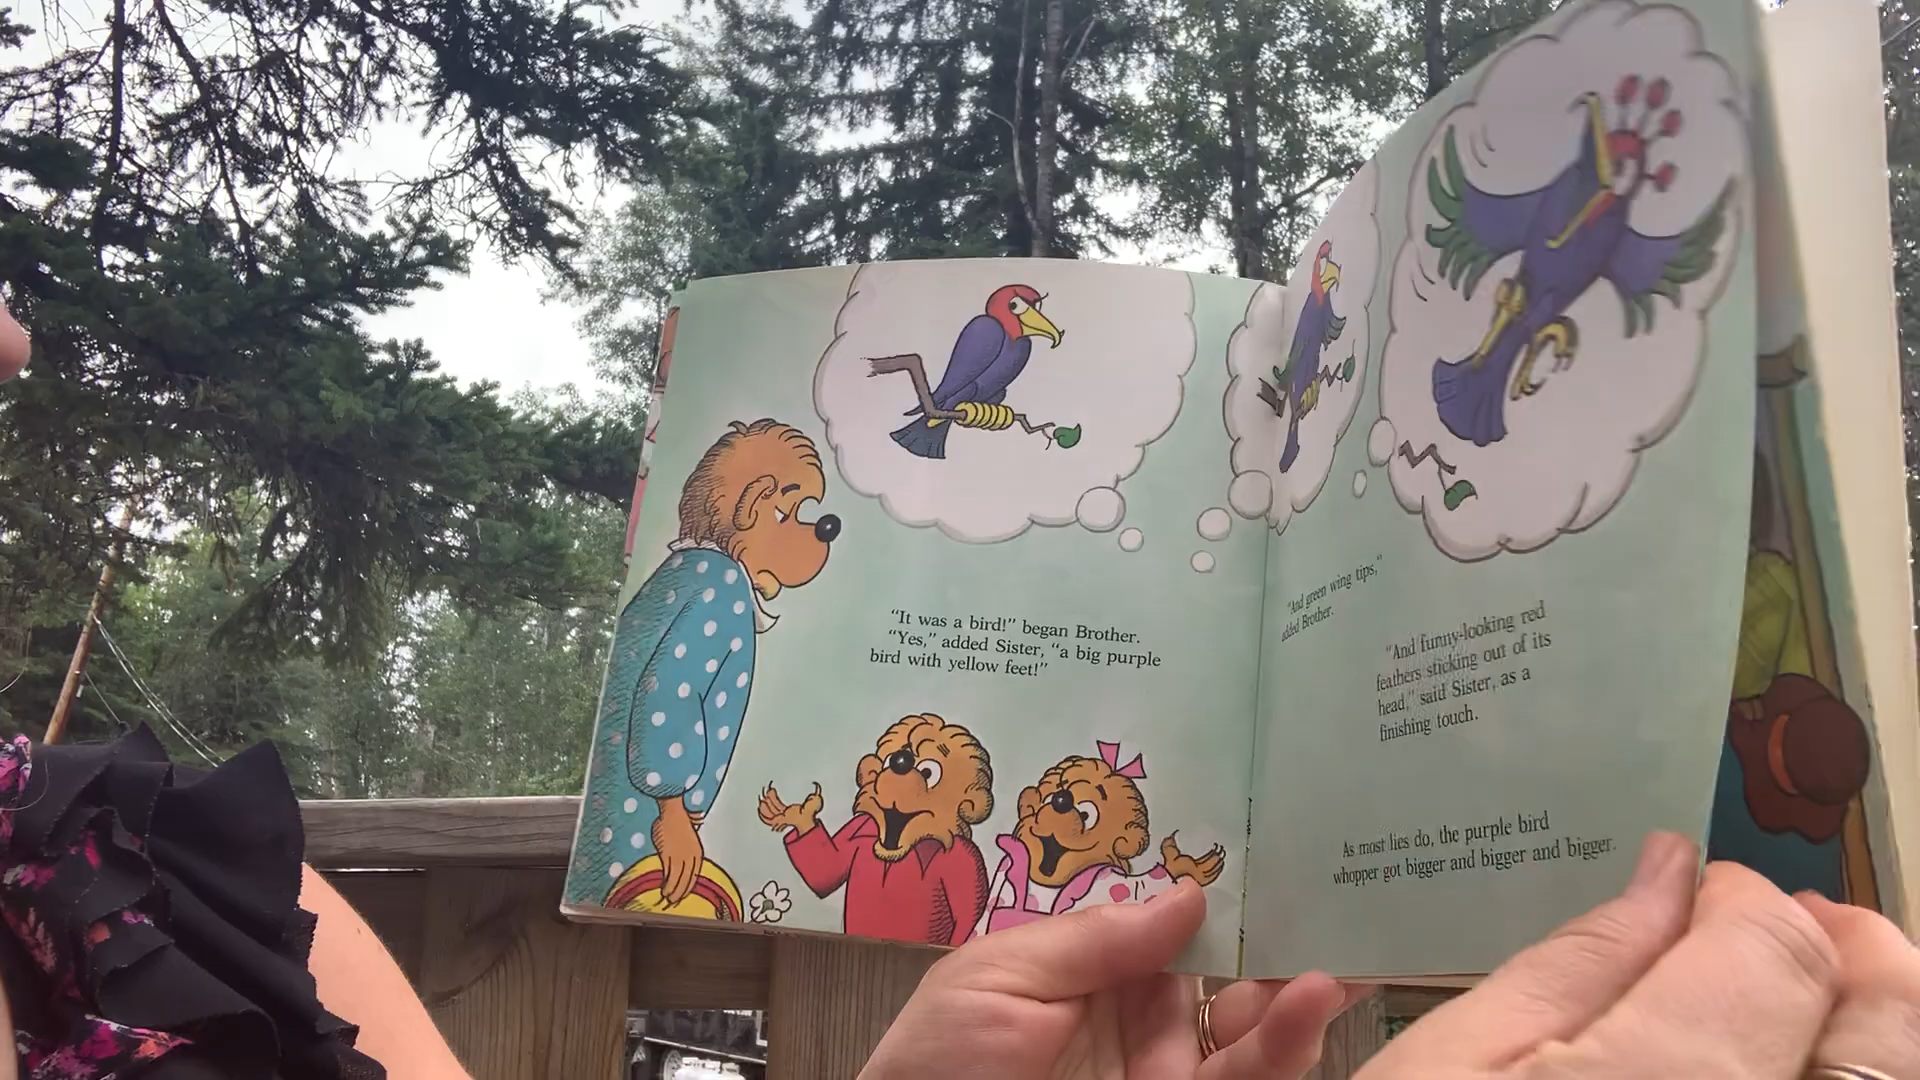 "It was a bird!" began Brother.
"Yes," added Sister, "a big purple
bird with yellow feet!"
"And green wing tips,"
added Brother.
"And funny-looking red
feathers sticking out of its
head," said Sister, as a
finishing touch.
As most lies do, the purple bird
whopper got bigger and bigger and bigger.